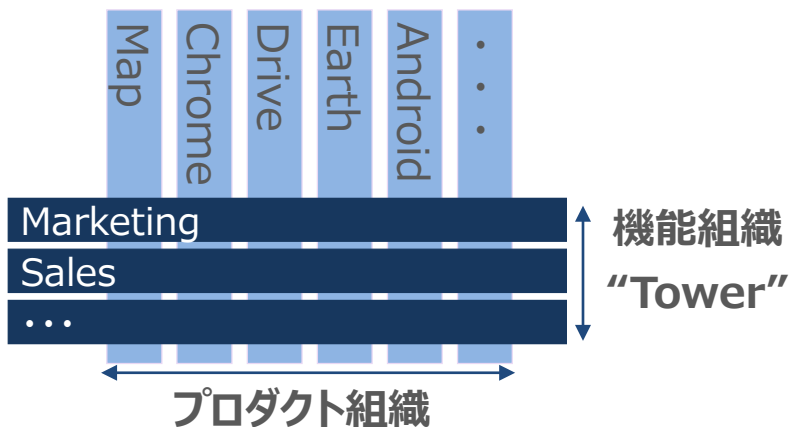 Map
Chrome
Drive
Earth
Android
・・・
Marketing
Sales
・・・
機能組織
“Tower”
プロダクト組織